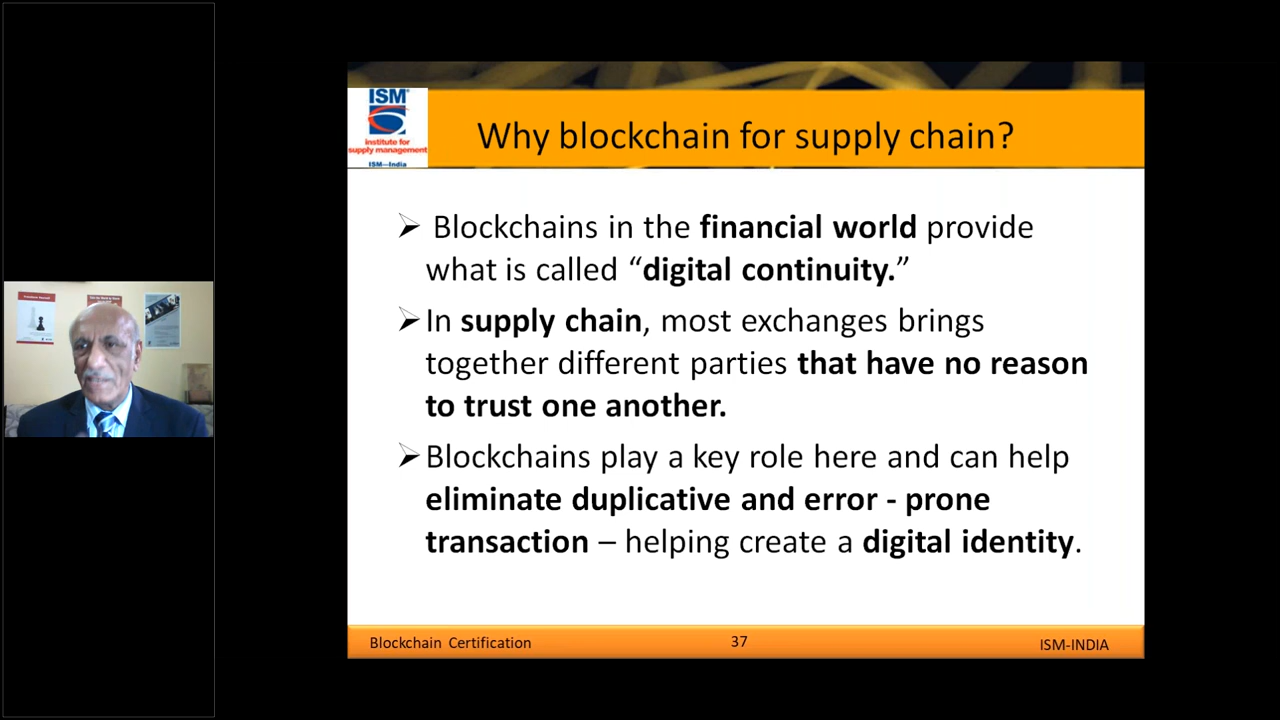 ISM
institute for
supply management
ISM—India
Why blockchain for supply chain?
➢ Blockchains in the financial world provide
what is called “digital continuity.”
➢In supply chain, most exchanges brings
together different parties that have no reason
to trust one another.
➢Blockchains play a key role here and can help
eliminate duplicative and error - prone
transaction – helping create a digital identity.
Blockchain Certification
37
ISM-INDIA